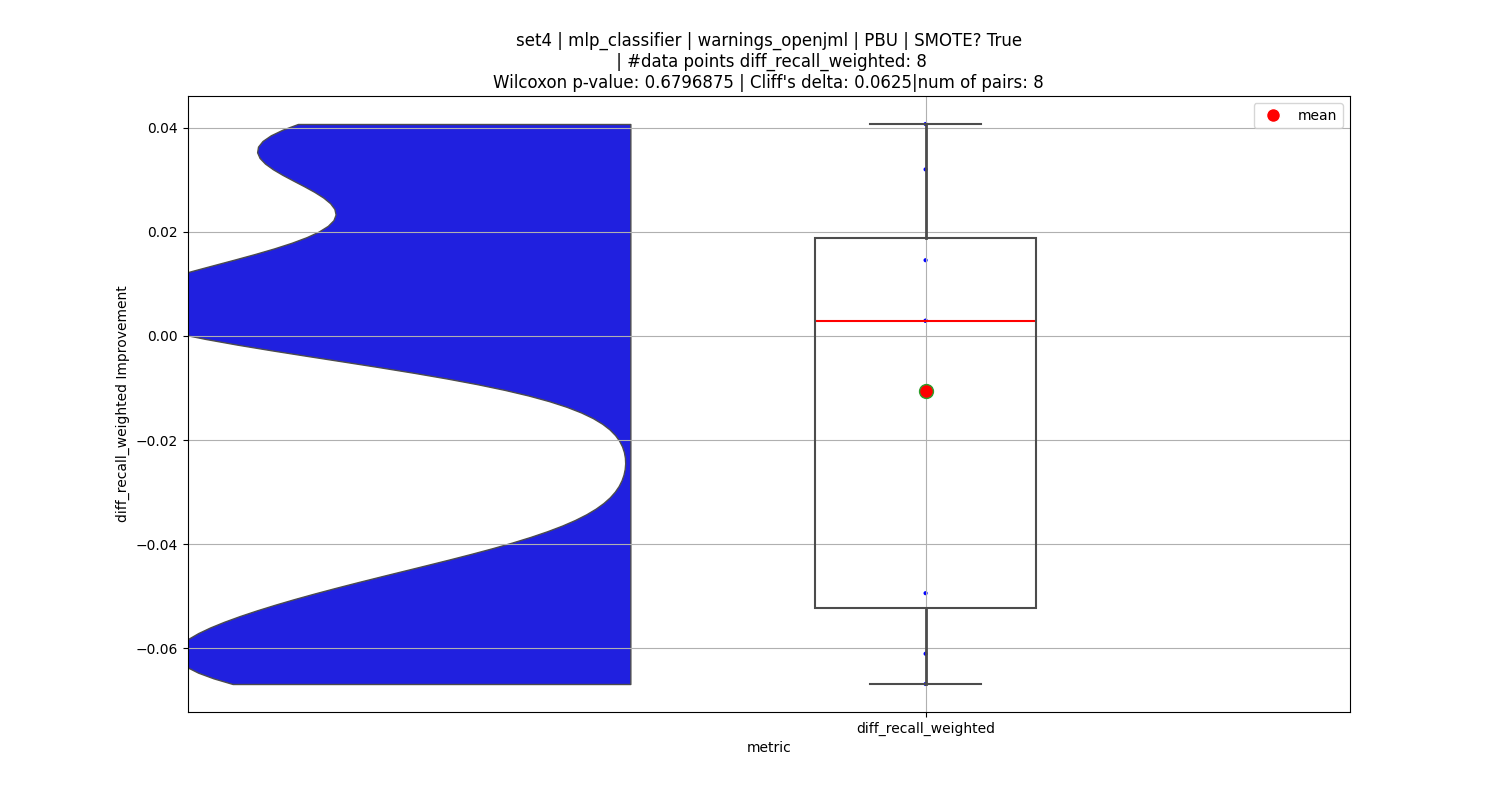 set4 | mlp_classifier | warnings_openjml | PBU | SMOTE? True
| #data points diff_recall_weighted: 8
Wilcoxon p-value: 0.6796875 | Cliff's delta: 0.0625|num of pairs: 8
mean
0.04
0.02
0.00
−0.02
−0.04
−0.06
diff_recall_weighted Improvement
diff_recall_weighted
metric